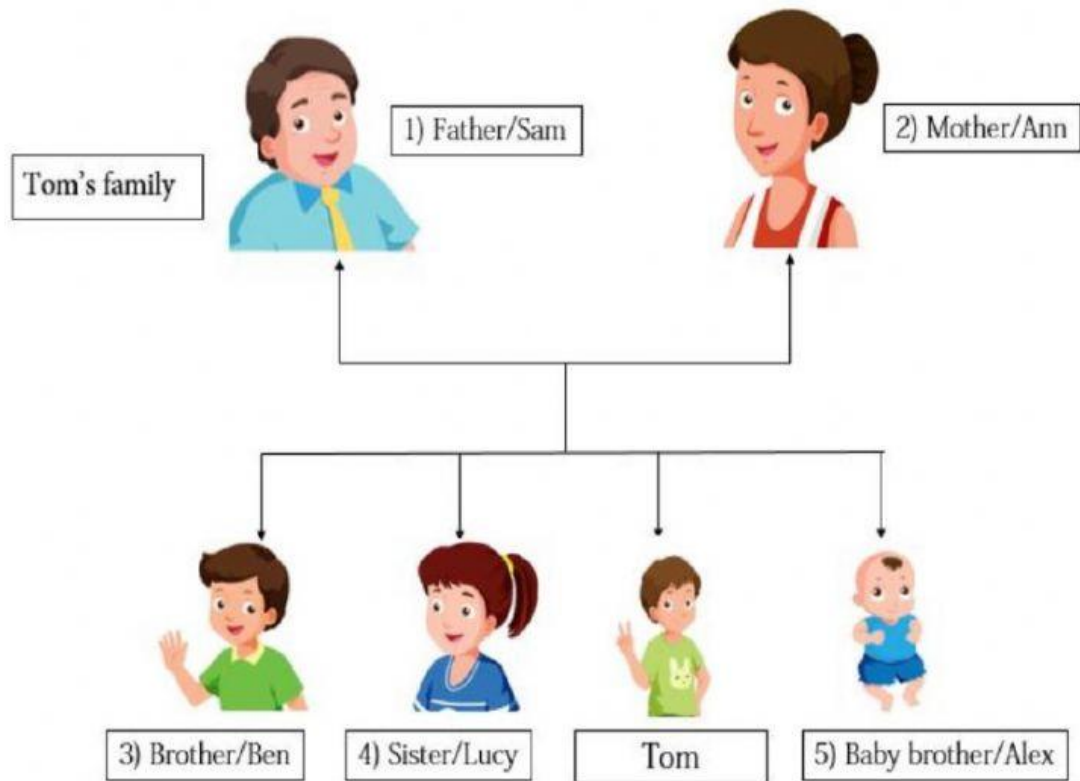 1) Father/Sam
2) Mother/Ann
Tom's family
3) Brother/Ben
4) Sister/Lucy
Tom
5) Baby brother/Alex